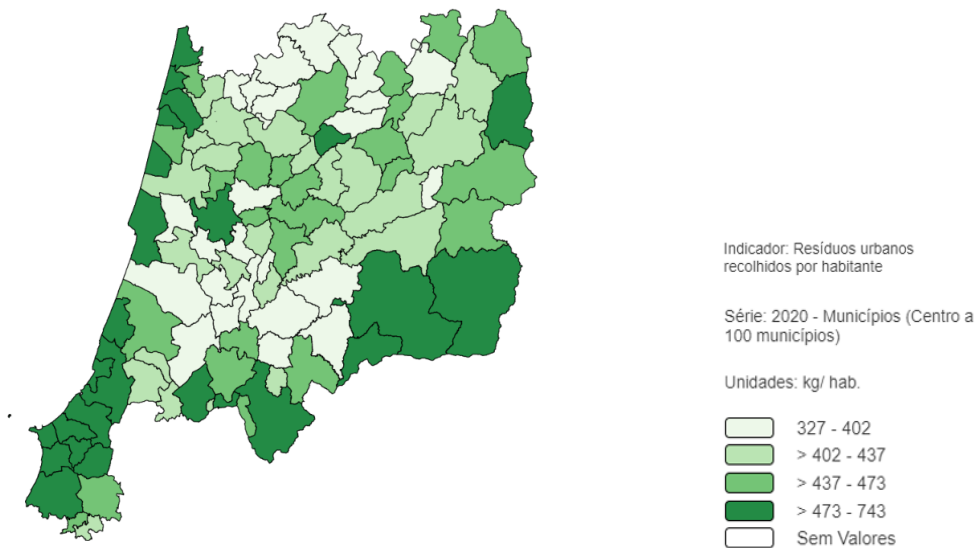 Indicador: Resíduos urbanos
recolhidos por habitante
Série: 2020 - Municípios (Centro a
100 municípios)
Unidades: kg/ hab.
327 - 402
> 402 - 437
> 437 - 473
> 473 - 743
Sem Valores